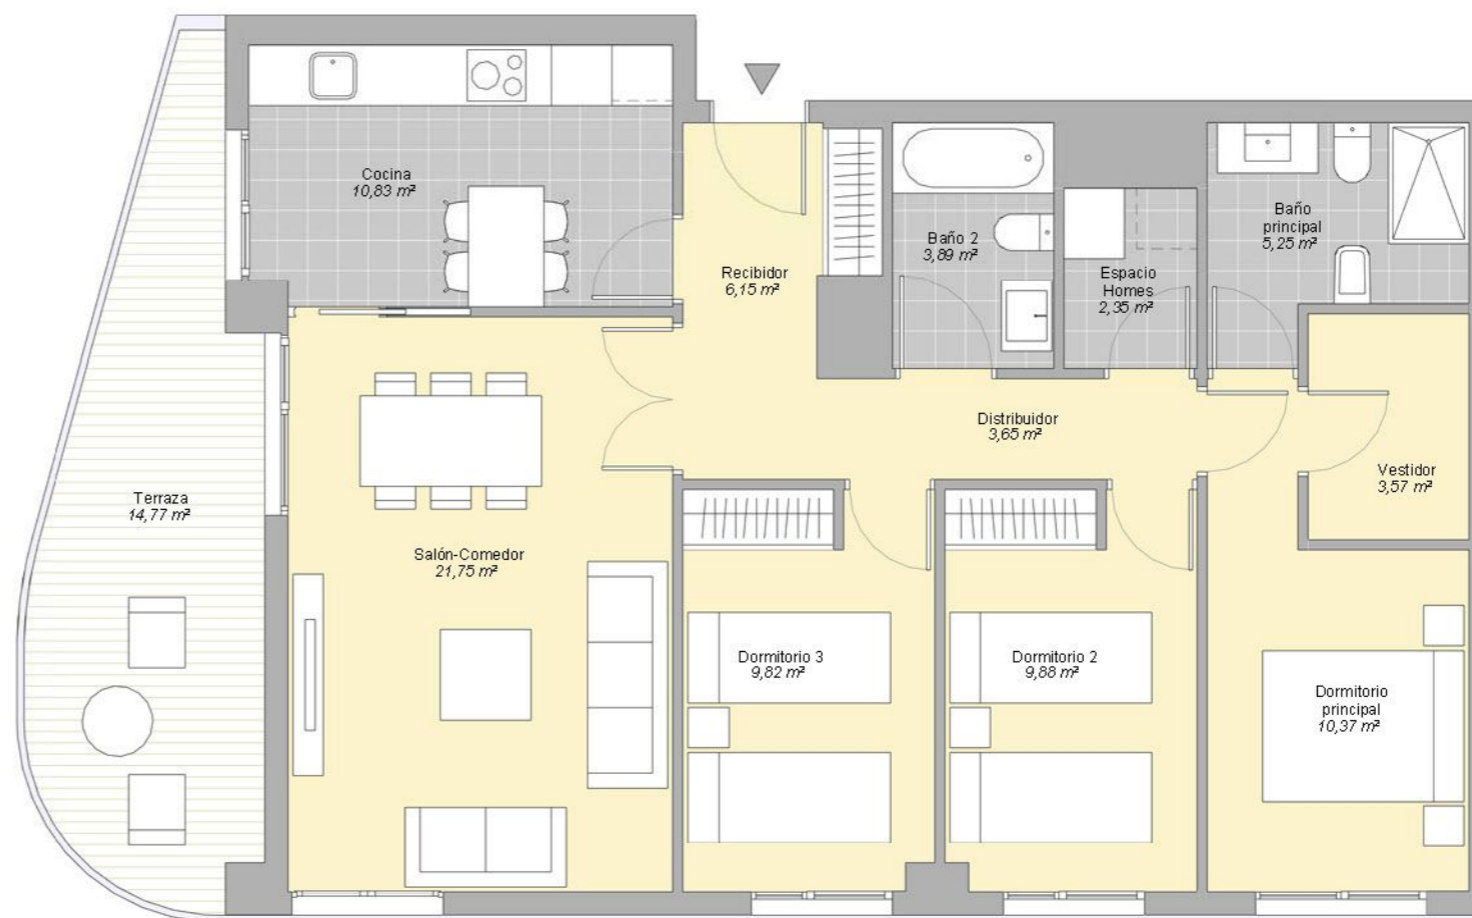 Cocina
10,83 m²
Recibidor
6,15 m²
Baño 2
3,89 m²
Espacio
Homes
2,35 m²
Baño
principal
5,25 m²
Distribuidor
3,65 m²
Vestidor
3,57 m²
Terraza
14,77 m²
Salón-Comedor
21,75 m²
Dormitorio 3
9,82 m²
Dormitorio 2
9,88 m²
Dormitorio
principal
10,37 m²